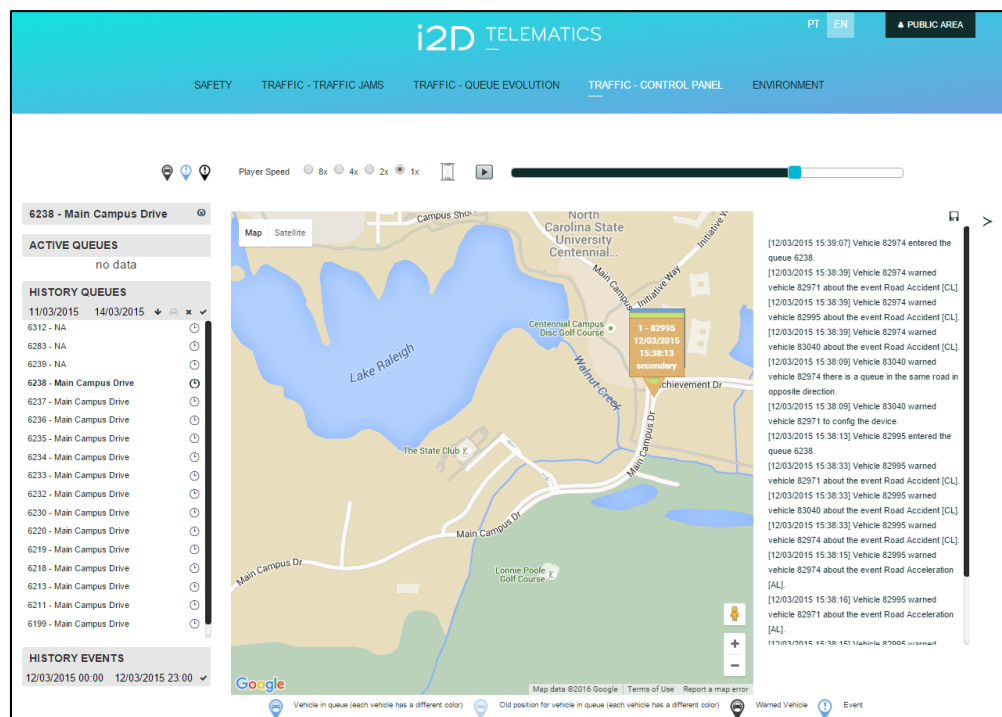 i2D TELEMATICS
PT EN PUBLIC AREA
SAFETY TRAFFIC - TRAFFIC JAMS TRAFFIC - QUEUE EVOLUTION TRAFFIC - CONTROL PANEL ENVIRONMENT
Player Speed 8x 4x 2x 1x
6238 - Main Campus Drive
ACTIVE QUEUES
no data
HISTORY QUEUES
11/03/2015 14/03/2015
6312 - NA
6283 - NA
6239 - NA
6238 - Main Campus Drive
6237 - Main Campus Drive
6236 - Main Campus Drive
6235 - Main Campus Drive
6234 - Main Campus Drive
6233 - Main Campus Drive
6232 - Main Campus Drive
6230 - Main Campus Drive
6220 - Main Campus Drive
6219 - Main Campus Drive
6218 - Main Campus Drive
6213 - Main Campus Drive
6211 - Main Campus Drive
6199 - Main Campus Drive
HISTORY EVENTS
12/03/2015 00:00 12/03/2015 23:00
Map Satellite
Campus Shor
North
Carolina State
University
Centennial...
Initiative Way
Main Campus
Initiative Way
Centennial Campus
Disc Golf Course
1 - 82995
12/03/2015
15:38:13
secondary
Lake Raleigh
Walnut Creek
chievement Dr
Main Campus Dr
The State Club
Main Campus Dr
Main Campus Dr
Lonnie Poole
Golf Course
Google
Map data ©2016 Google Terms of Use Report a map error
[12/03/2015 15:39:07] Vehicle 82974 entered the
queue 6238.
[12/03/2015 15:38:39] Vehicle 82974 warned
vehicle 82971 about the event Road Accident [CL].
[12/03/2015 15:38:39] Vehicle 82974 warned
vehicle 82995 about the event Road Accident [CL].
[12/03/2015 15:38:39] Vehicle 82974 warned
vehicle 83040 about the event Road Accident [CL].
[12/03/2015 15:38:09] Vehicle 83040 warned
vehicle 82974 there is a queue in the same road in
opposite direction.
[12/03/2015 15:38:09] Vehicle 83040 warned
vehicle 82971 to config the device.
[12/03/2015 15:38:13] Vehicle 82995 entered the
queue 6238.
[12/03/2015 15:38:33] Vehicle 82995 warned
vehicle 82971 about the event Road Accident [CL].
[12/03/2015 15:38:33] Vehicle 82995 warned
vehicle 83040 about the event Road Accident [CL].
[12/03/2015 15:38:33] Vehicle 82995 warned
vehicle 82974 about the event Road Accident [CL].
[12/03/2015 15:38:15] Vehicle 82995 warned
vehicle 82974 about the event Road Acceleration
[AL].
[12/03/2015 15:38:16] Vehicle 82995 warned
vehicle 82971 about the event Road Acceleration
[AL].
[12/03/2015 15:38:15] Vehicle 82995 warned
Vehicle in queue (each vehicle has a different color) Old position for vehicle in queue (each vehicle has a different color) Warned Vehicle Event